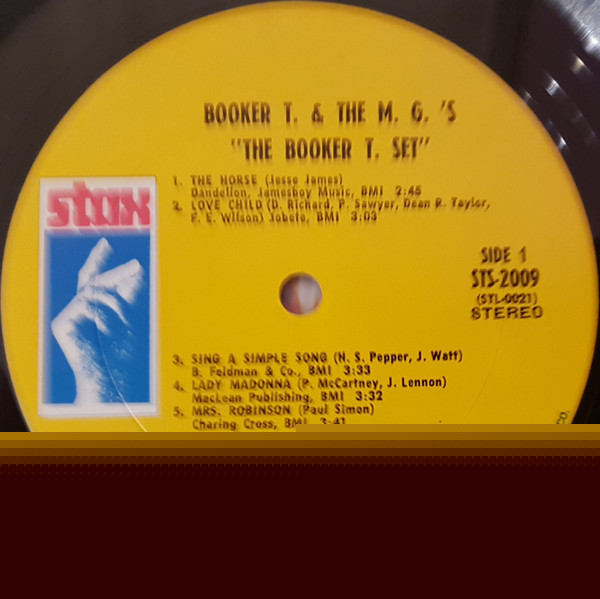 BOOKER T. & THE M. G. 'S
"THE BOOKER T. SET"
1. THE HORSE (Jesse James)
Dandelion, Jamesboy Music, BMI 2:45
2. LOVE CHILD (D. Richard, P. Sawyer, Dean R. Taylor,
F. E. Wilson) Jobete, BMI 3:03
stax
SIDE 1
STS-2009
(STL-0021)
STEREO
3. SING A SIMPLE SONG (H. S. Pepper, J. Watt)
B. Feldman & Co., BMI 3:33
4. LADY MADONNA (P. McCartney, J. Lennon)
MacLean Publishing, BMI 3:32
5. MRS. ROBINSON (Paul Simon)
Charing Cross, BMI 3:41